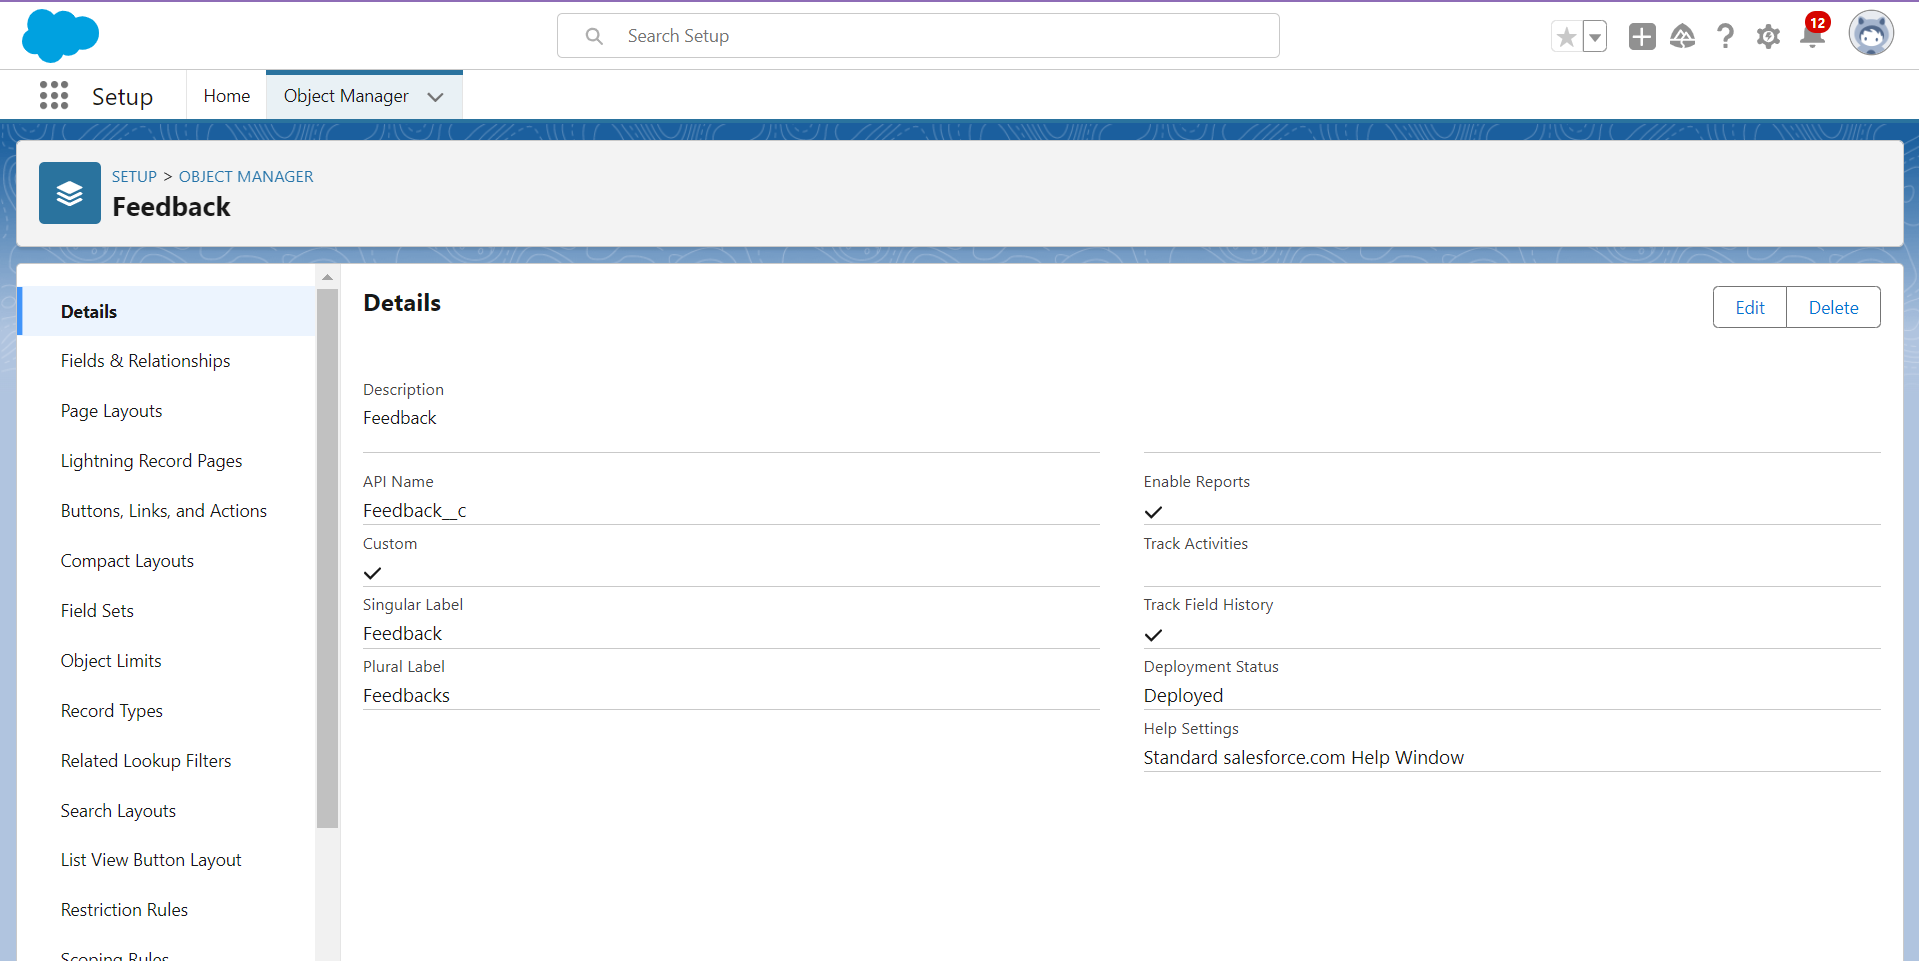 Search Setup
12
Setup
Home
Object Manager
SETUP > OBJECT MANAGER
Feedback
Details
Fields & Relationships
Page Layouts
Lightning Record Pages
Buttons, Links, and Actions
Compact Layouts
Field Sets
Object Limits
Record Types
Related Lookup Filters
Search Layouts
List View Button Layout
Restriction Rules
Scoping Rules
Details
Edit
Delete
Description
Feedback
API Name
Feedback__c
Custom
Singular Label
Feedback
Plural Label
Feedbacks
Enable Reports
Track Activities
Track Field History
Deployment Status
Deployed
Help Settings
Standard salesforce.com Help Window